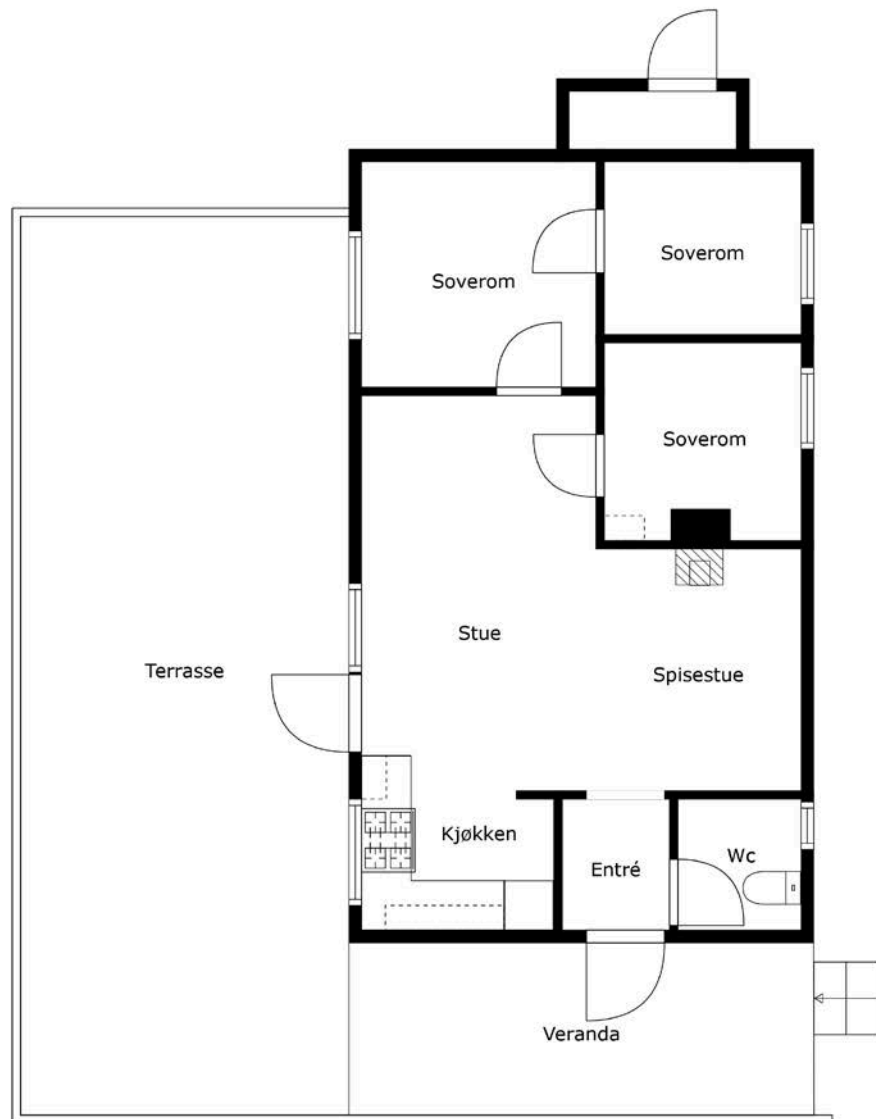 Soverom
Soverom
Soverom
Stue
Terrasse
Spisestue
Kjøkken
Wc
Entré
Veranda